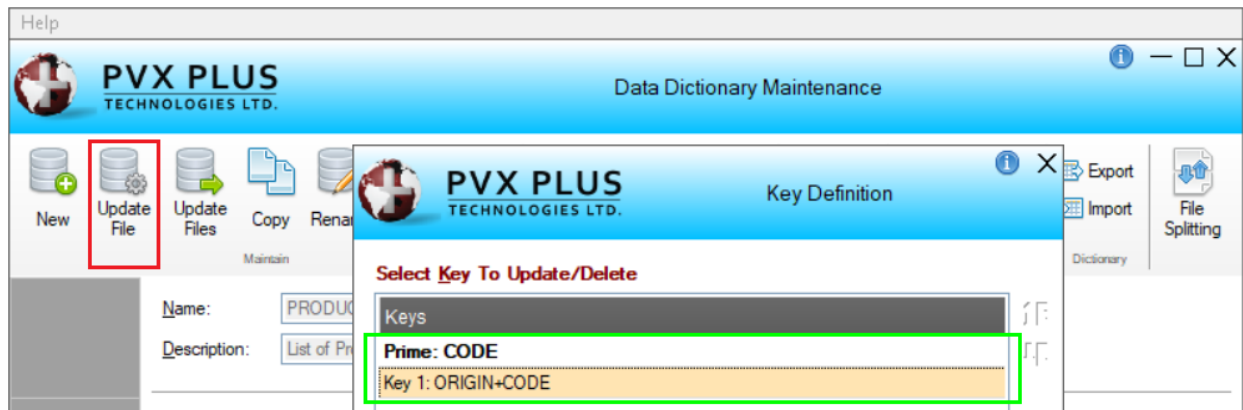 Help
PVX PLUS
TECHNOLOGIES LTD.
Data Dictionary Maintenance
New
Update
File
Update
Files
Copy
Maintain
PVX PLUS
TECHNOLOGIES LTD.
Key Definition
Export
Import
Dictionary
File
Splitting
Select Key To Update/Delete
Name:
Description:
List of
Keys
Prime: CODE
Key 1: ORIGIN+CODE